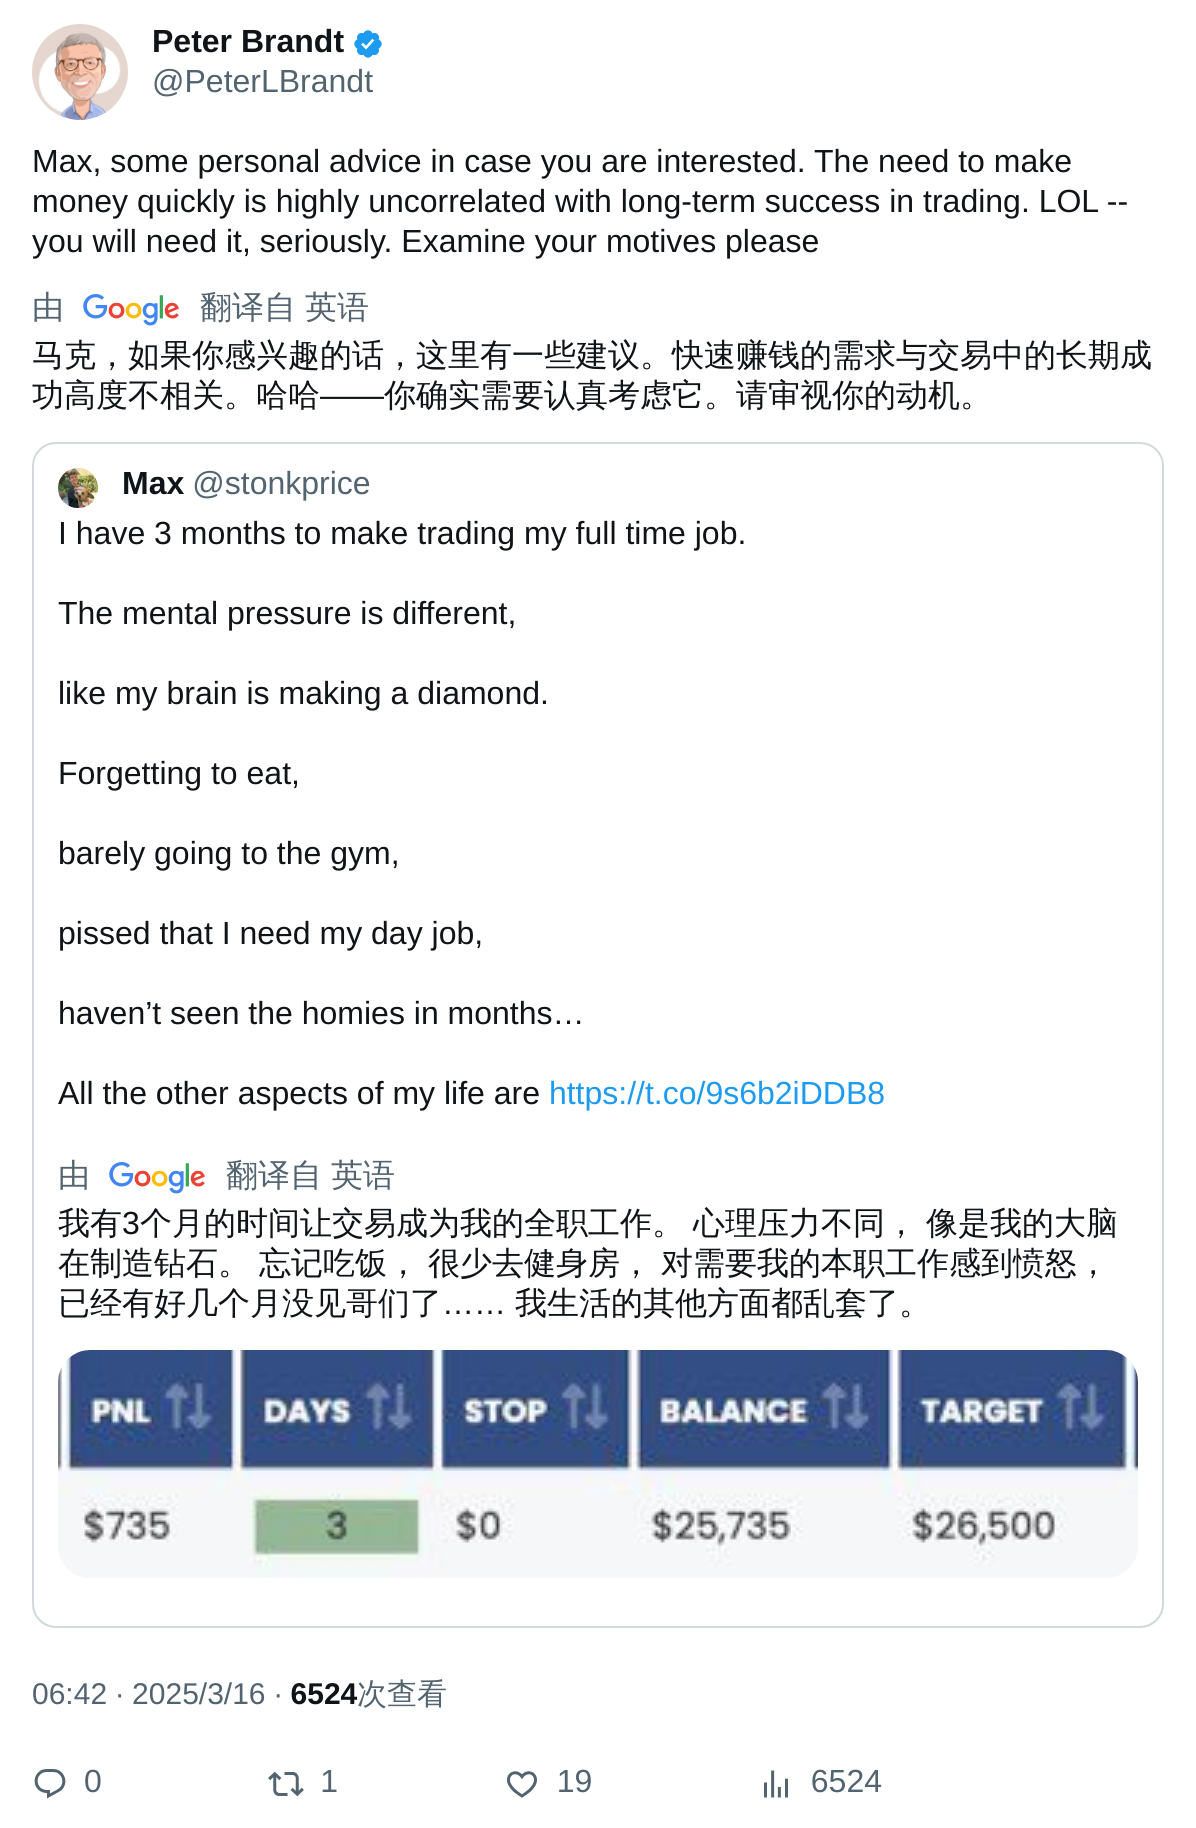 Peter Brandt
@PeterLBrandt
Max, some personal advice in case you are interested. The need to make
money quickly is highly uncorrelated with long-term success in trading. LOL --
you will need it, seriously. Examine your motives please
由 Google 翻译自 英语
马克，如果你感兴趣的话，这里有一些建议。快速赚钱的需求与交易中的长期成
功高度不相关。哈哈——你确实需要认真考虑它。请审视你的动机。
Max @stonkprice
I have 3 months to make trading my full time job.
The mental pressure is different,
like my brain is making a diamond.
Forgetting to eat,
barely going to the gym,
pissed that I need my day job,
haven’t seen the homies in months…
All the other aspects of my life are https://t.co/9s6b2iDDB8
由 Google 翻译自 英语
我有3个月的时间让交易成为我的全职工作。 心理压力不同， 像是我的大脑
在制造钻石。 忘记吃饭， 很少去健身房， 对需要我的本职工作感到愤怒，
已经有好几个月没见哥们了…… 我生活的其他方面都乱套了。
PNL DAYS STOP BALANCE TARGET
$735 3 $0 $25,735 $26,500
06:42 · 2025/3/16 · 6524次查看
0 1 19 6524